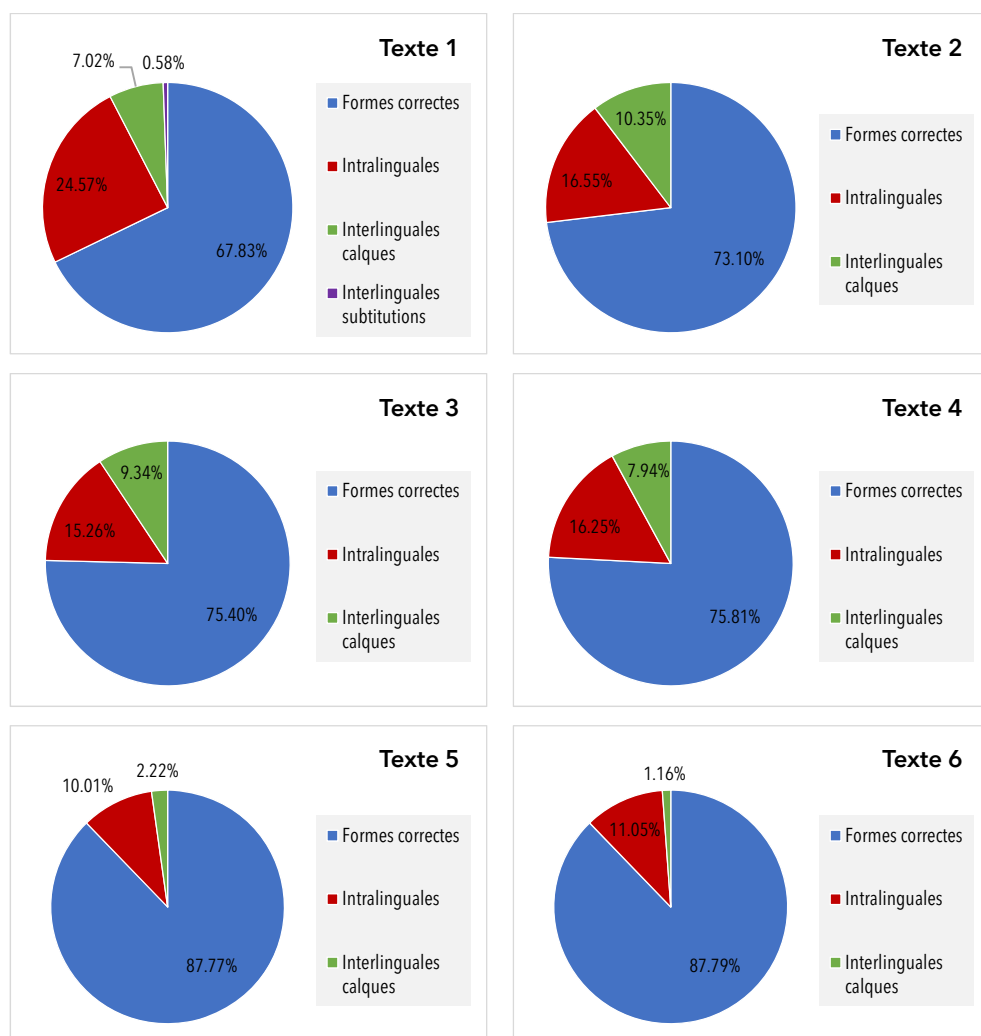 Texte 1
7.02%
0.58%
24.57%
67.83%
Formes correctes
Intralinguales
Interlinguales
calques
Interlinguales
subtitutions
Texte 2
10.35%
16.55%
73.10%
Formes correctes
Intralinguales
Interlinguales
calques
Texte 3
9.34%
15.26%
75.40%
Formes correctes
Intralinguales
Interlinguales
calques
Texte 4
7.94%
16.25%
75.81%
Formes correctes
Intralinguales
Interlinguales
calques
Texte 5
2.22%
10.01%
87.77%
Formes correctes
Intralinguales
Interlinguales
calques
Texte 6
1.16%
11.05%
87.79%
Formes correctes
Intralinguales
Interlinguales
calques